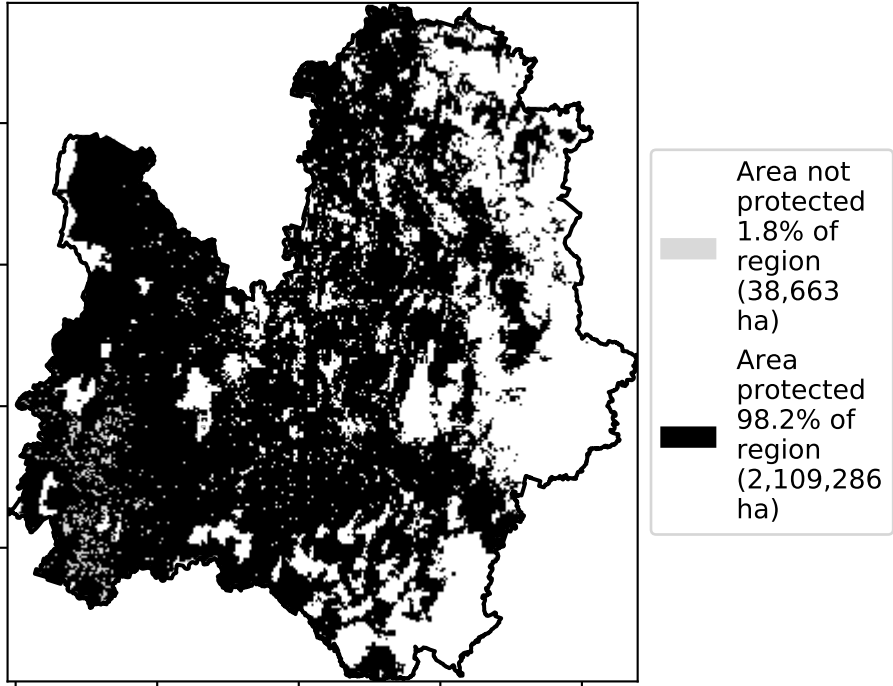 Area not
protected
1.8% of
region
(38,663
ha)
Area
protected
98.2% of
region
(2,109,286
ha)